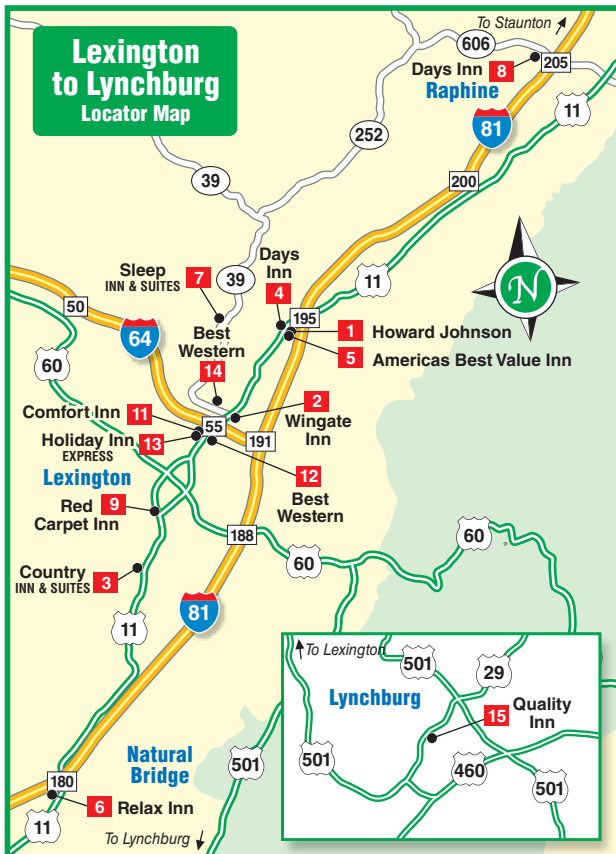 Lexington
to Lynchburg
Locator Map
To Staunton
606
Days Inn 8
Raphine
205
11
81
252
39
200
Sleep
INN & SUITES
7
39
Days
Inn
4
11
N
50
64
195
1 Howard Johnson
5 Americas Best Value Inn
60
Best
Western
14
Comfort Inn 11
55
2
Wingate
Inn
Holiday Inn 13
EXPRESS
191
Lexington
12
Best
Western
Red
Carpet Inn
9
188
60
60
Country
INN & SUITES
3
81
11
To Lexington
501
29
Lynchburg
15
Quality
Inn
501
460
501
Natural
Bridge
501
180
6 Relax Inn
11
To Lynchburg